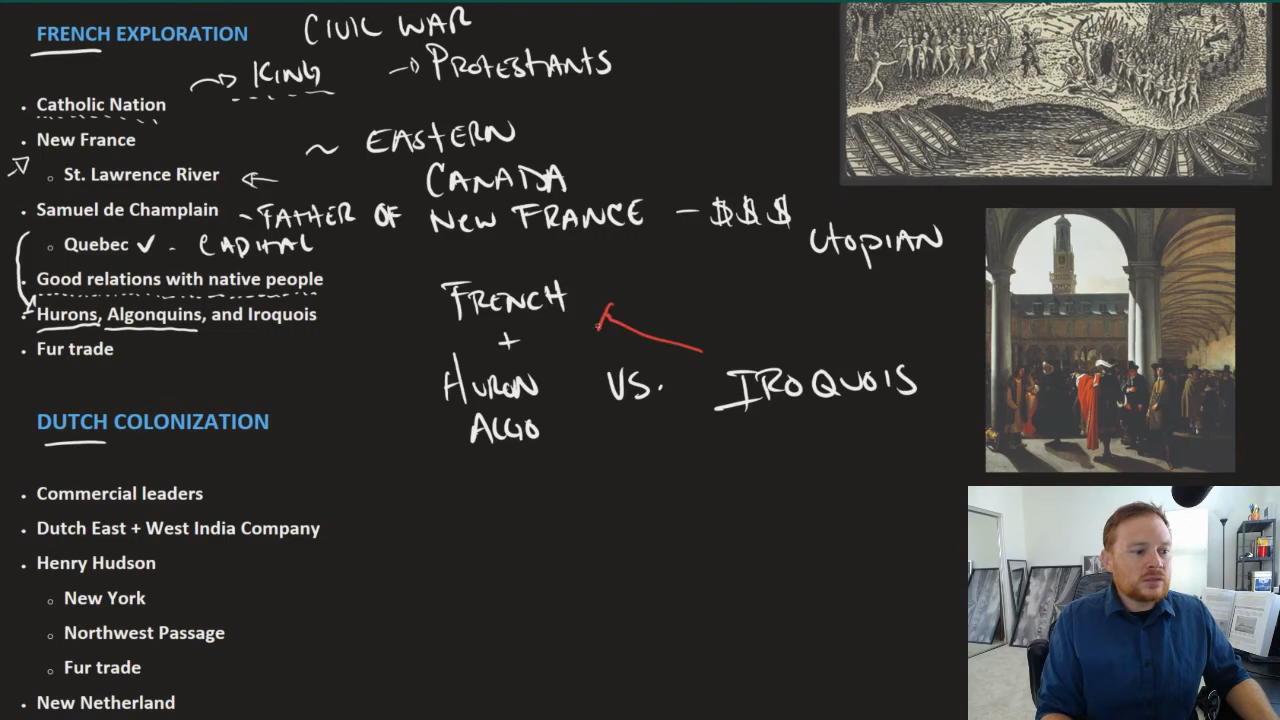 FRENCH EXPLORATION
CIVIL WAR
KING
PROTESTANTS
Catholic Nation
New France
~ EASTERN
CANADA
St. Lawrence River
Samuel de Champlain
- FATHER OF NEW FRANCE - $$$
UTOPIAN
Quebec ✓ - CAPITAL
Good relations with native people
Hurons, Algonquins, and Iroquois
Fur trade
FRENCH
+
HURON VS. IROQUOIS
ALGO
DUTCH COLONIZATION
Commercial leaders
Dutch East + West India Company
Henry Hudson
New York
Northwest Passage
Fur trade
New Netherland